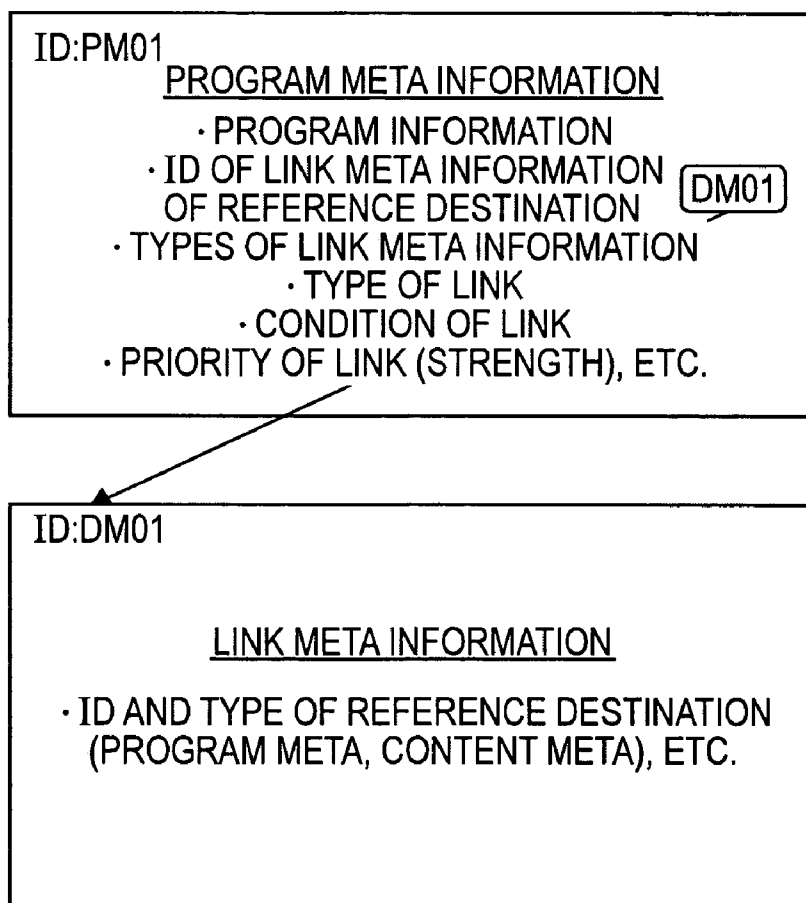 ID:PM01
PROGRAM META INFORMATION
· PROGRAM INFORMATION
· ID OF LINK META INFORMATION
OF REFERENCE DESTINATION
DM01
· TYPES OF LINK META INFORMATION
· TYPE OF LINK
· CONDITION OF LINK
· PRIORITY OF LINK (STRENGTH), ETC.
ID:DM01
LINK META INFORMATION
· ID AND TYPE OF REFERENCE DESTINATION
(PROGRAM META, CONTENT META), ETC.